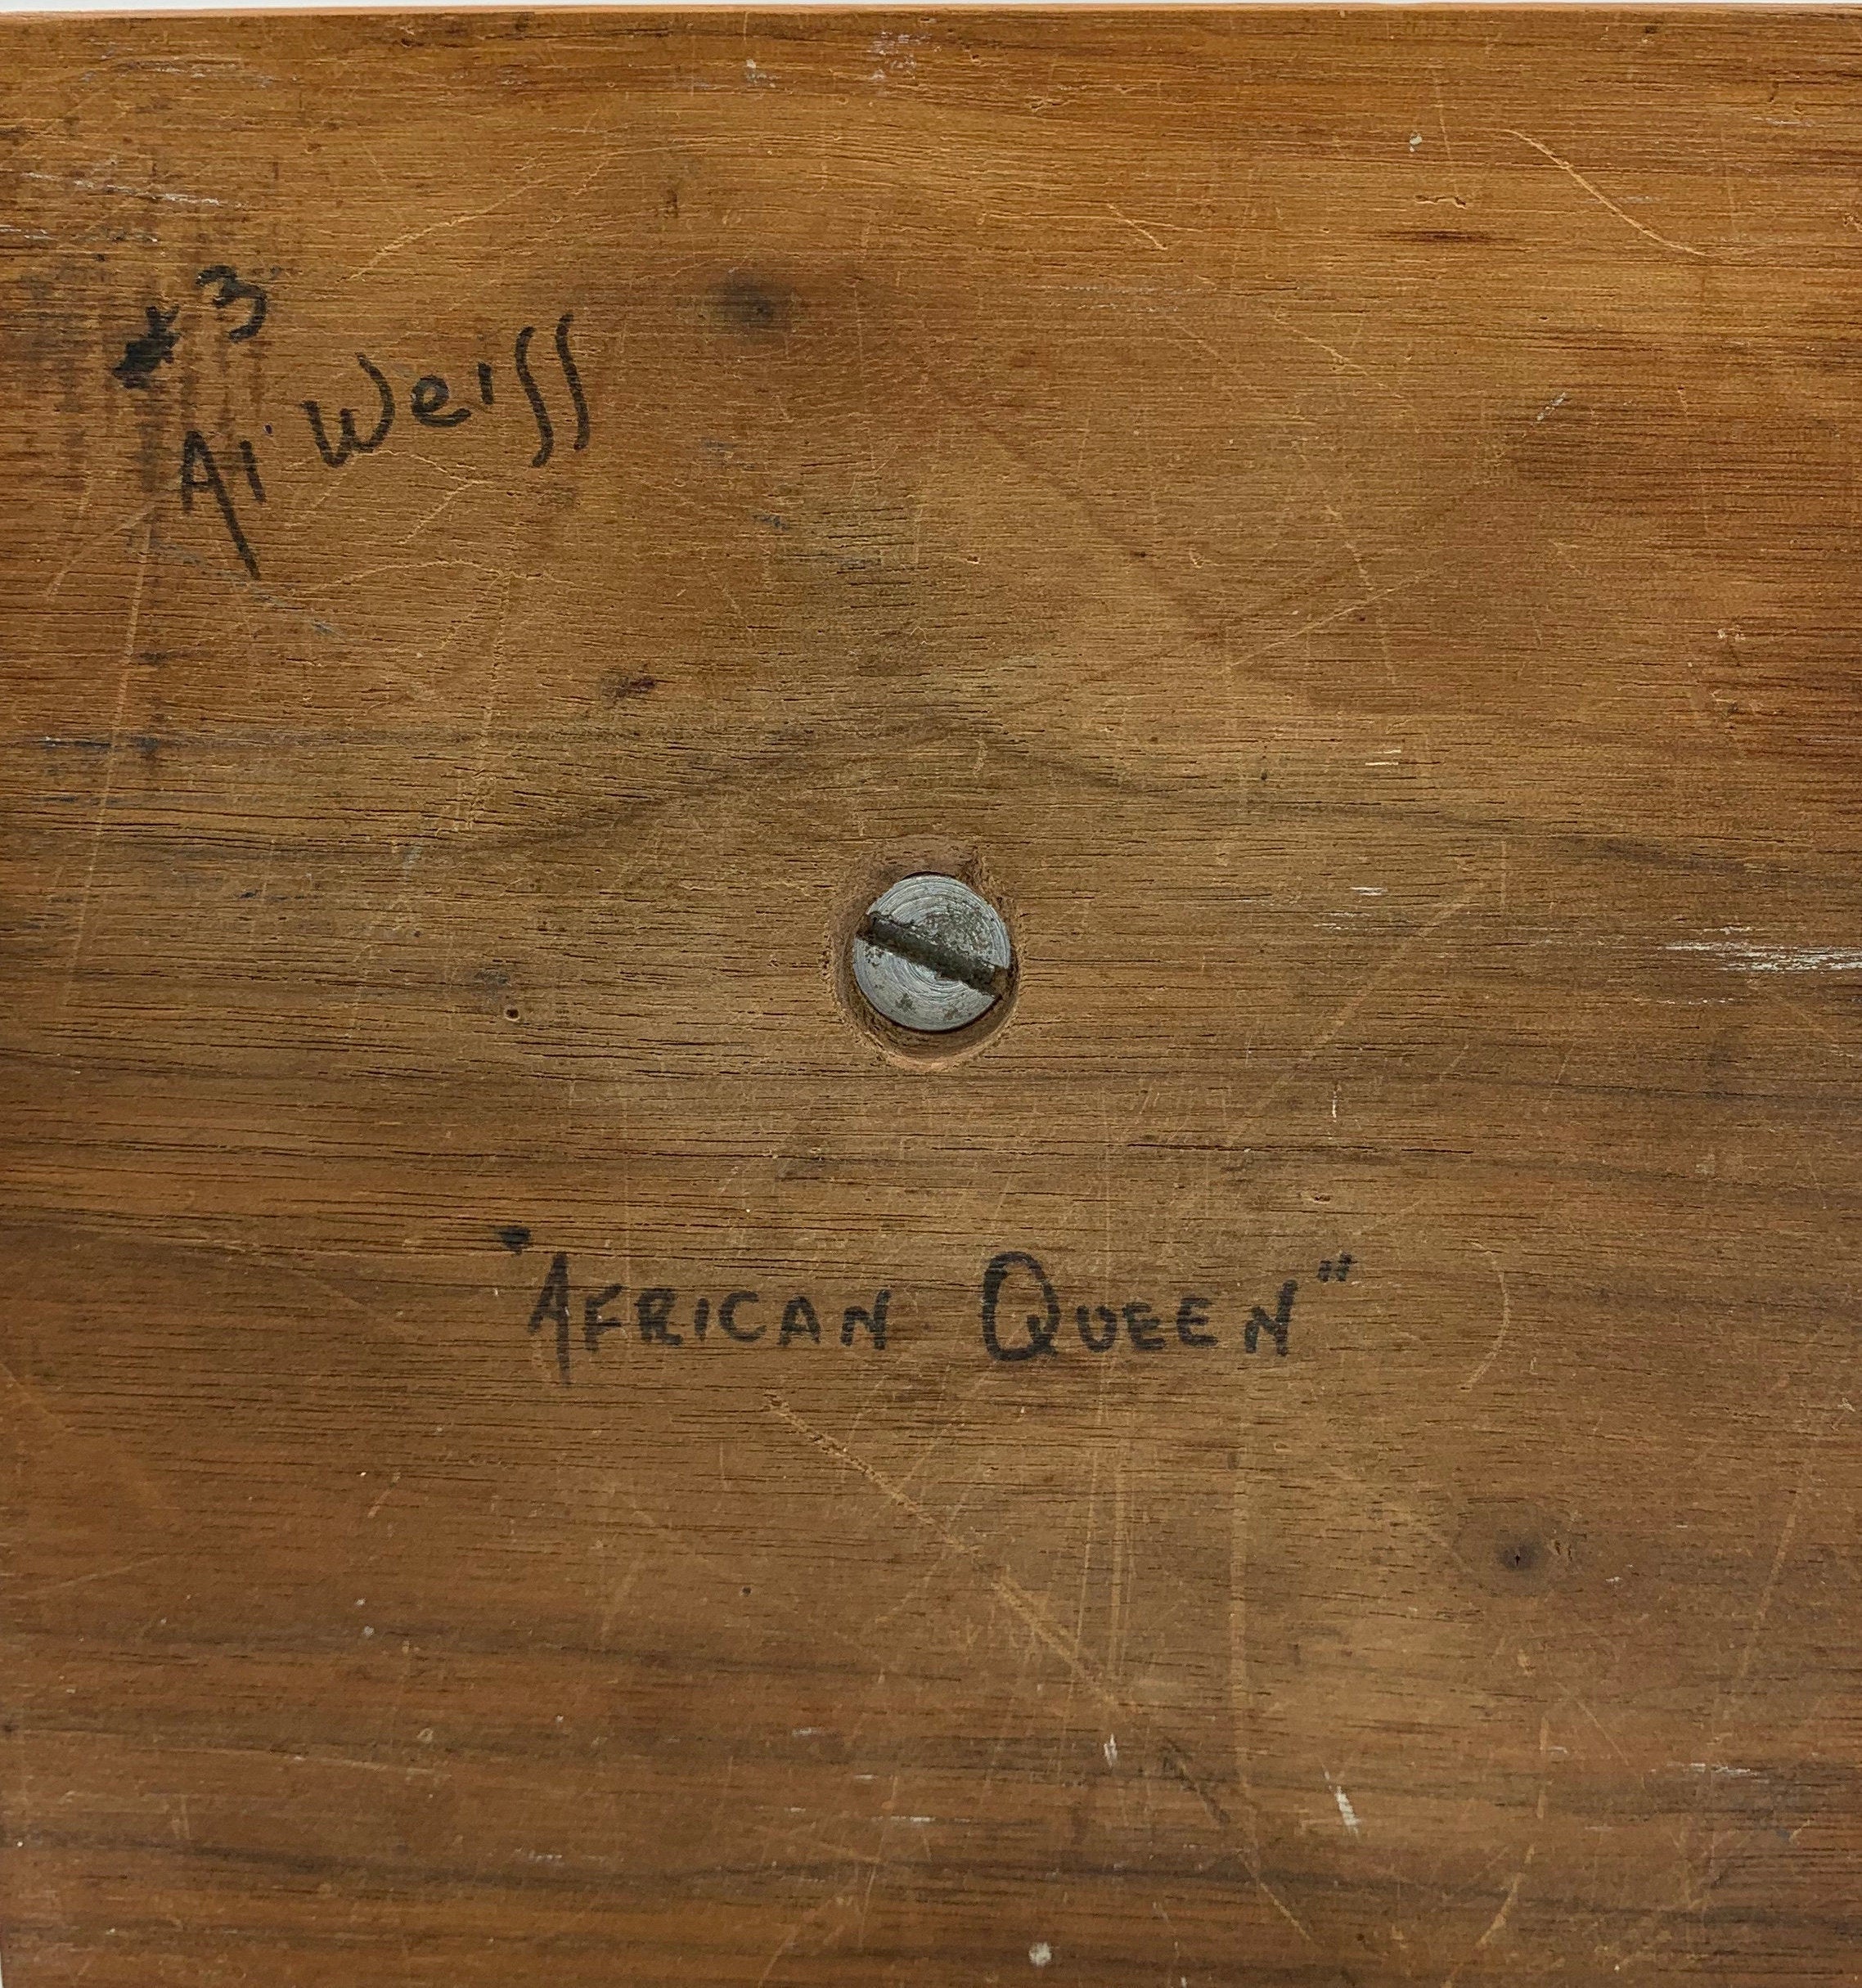 #3
Al Weiss
"AFRICAN QUEEN"